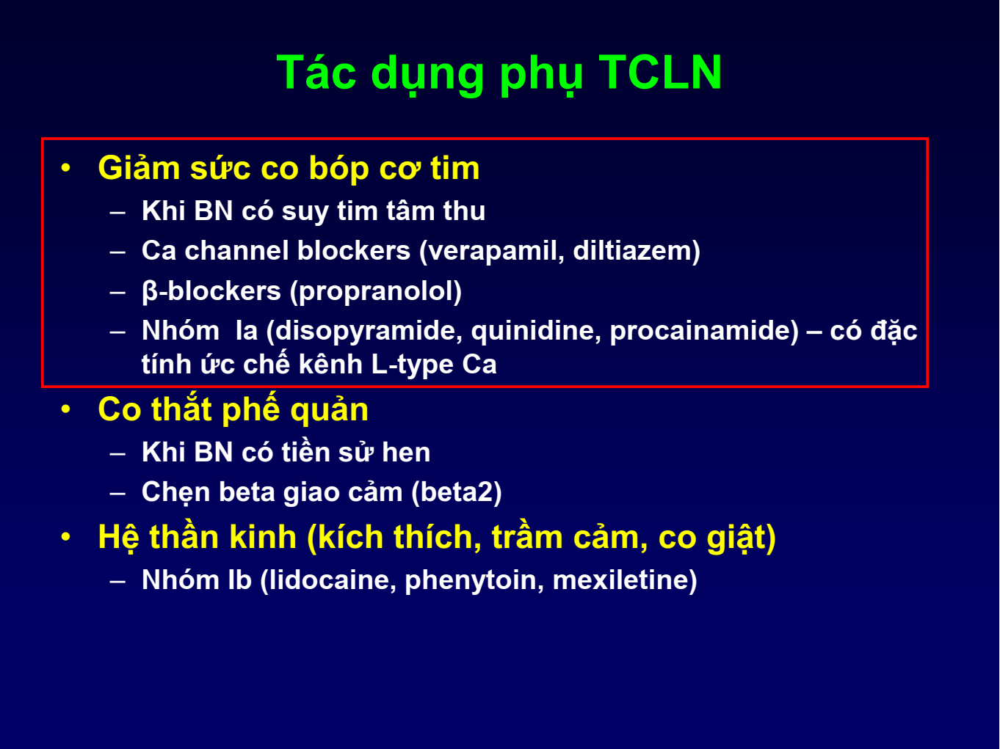 Tác dụng phụ TCLN
• Giảm sức co bóp cơ tim
– Khi BN có suy tim tâm thu
– Ca channel blockers (verapamil, diltiazem)
– β-blockers (propranolol)
– Nhóm Ia (disopyramide, quinidine, procainamide) – có đặc
tính ức chế kênh L-type Ca
• Co thắt phế quản
– Khi BN có tiền sử hen
– Chẹn beta giao cảm (beta2)
• Hệ thần kinh (kích thích, trầm cảm, co giật)
– Nhóm Ib (lidocaine, phenytoin, mexiletine)